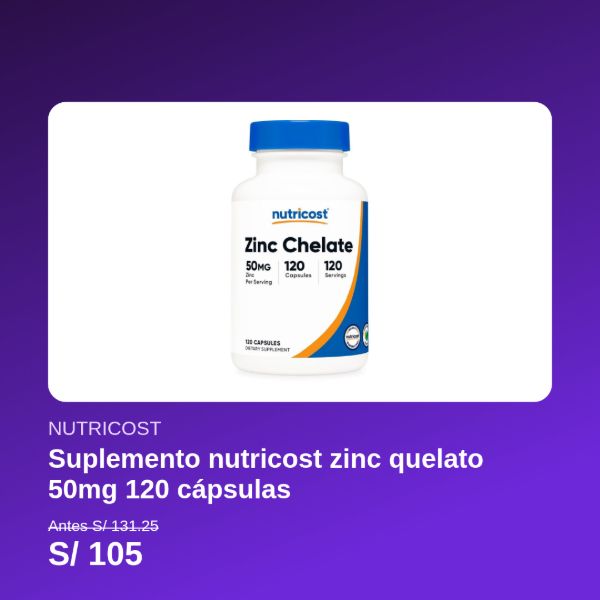 nutricost
Zinc Chelate
50MG 120 120
Zinc Capsules Servings
Per Serving
120 CAPSULES
DIETARY SUPPLEMENT
nutricost
NUTRICOST
Suplemento nutricost zinc quelato
50mg 120 cápsulas
Antes S/ 131.25
S/ 105